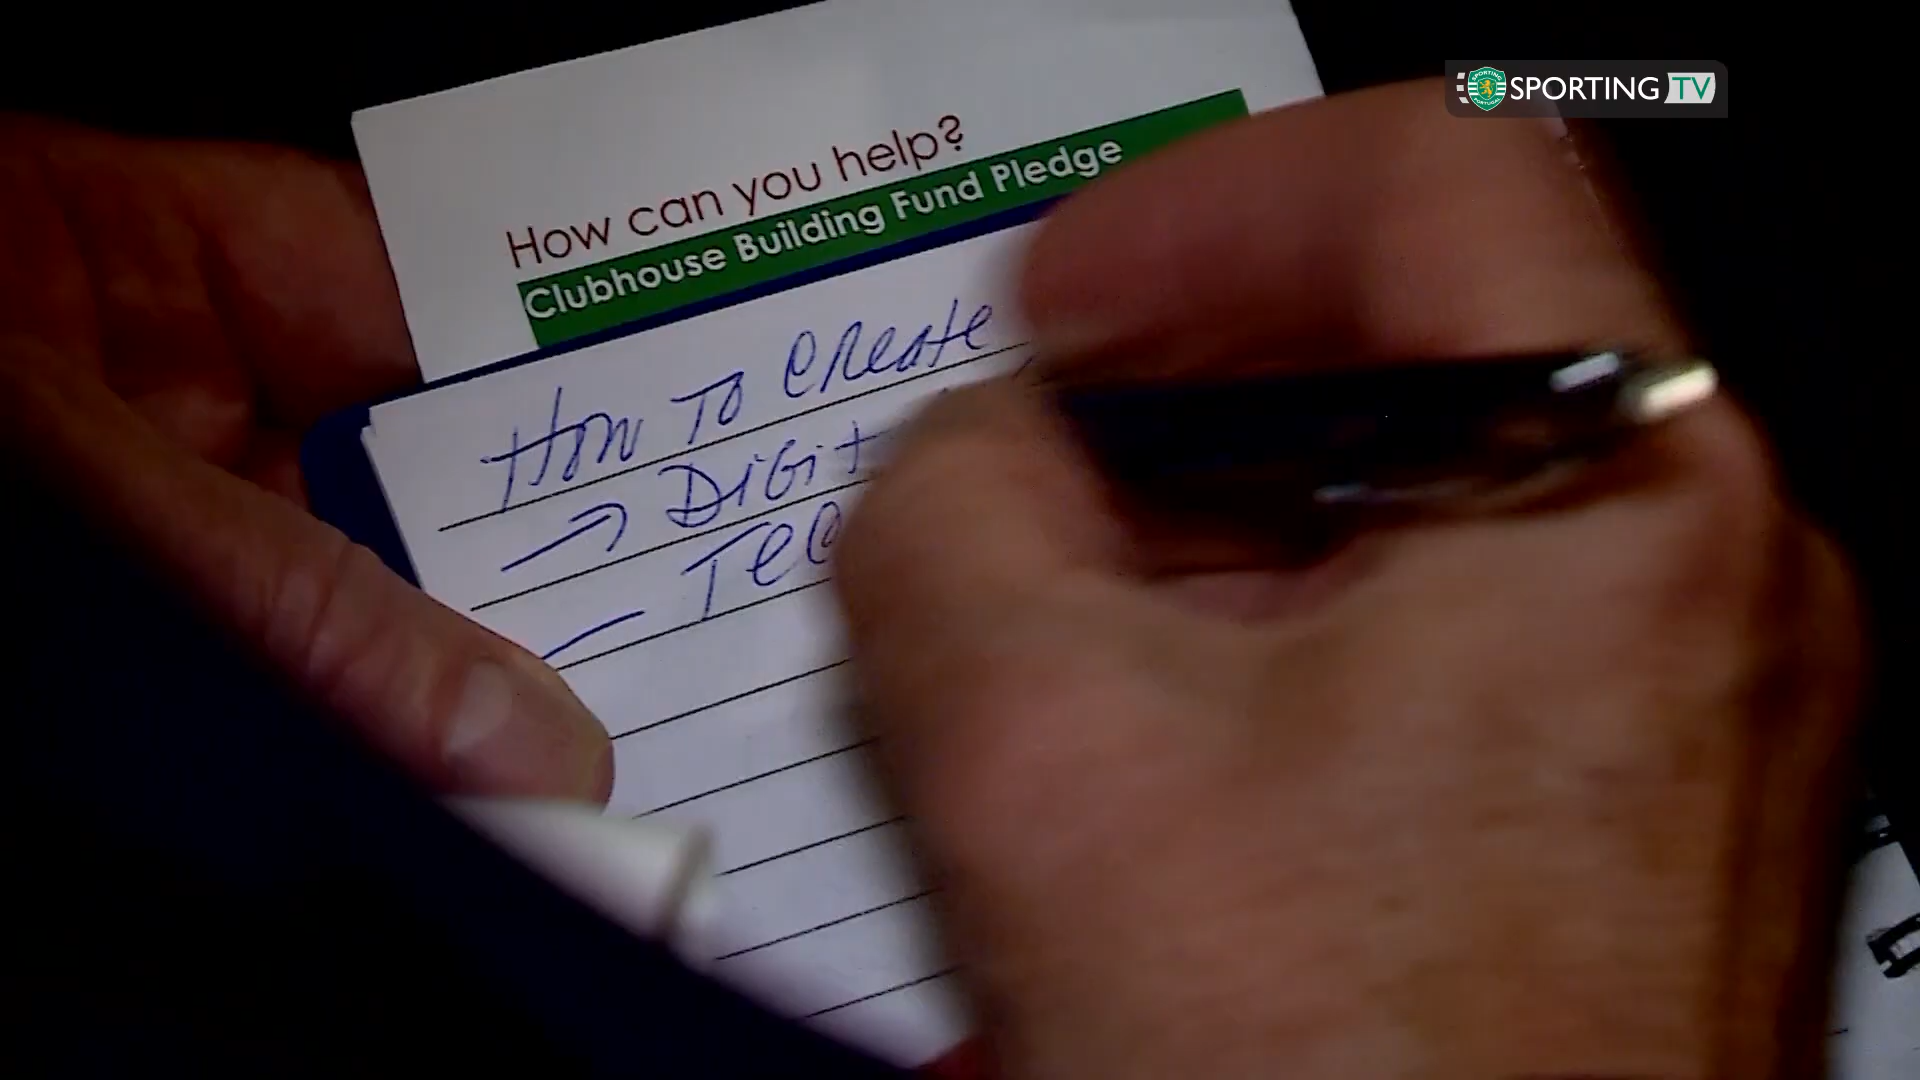 SPORTING TV
How can you help?
Clubhouse Building Fund Pledge
How To Create
→ Digit
- Tec